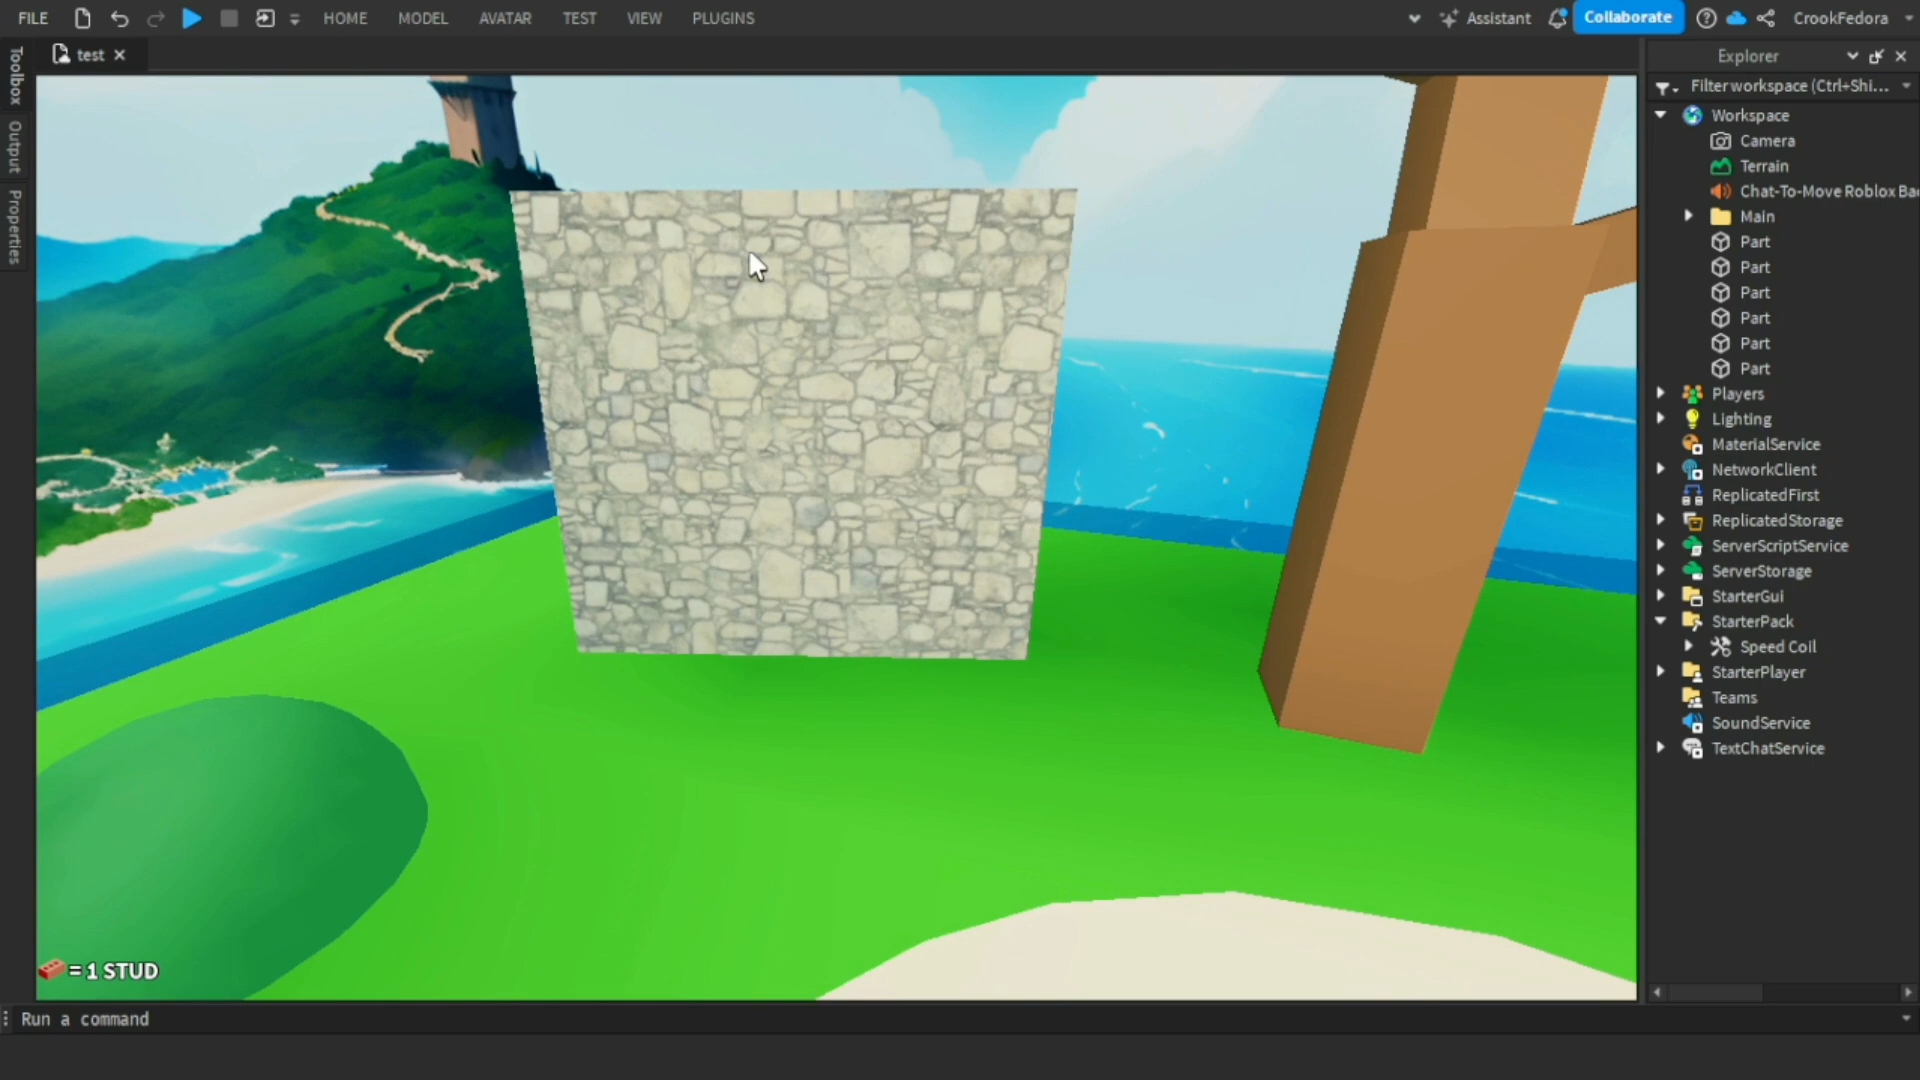 FILE
HOME
MODEL
AVATAR
TEST
VIEW
PLUGINS
Assistant
Collaborate
CrookFedora
Toolbox
Output
Properties
test
Explorer
Filter workspace (Ctrl+Shi...
Workspace
Camera
Terrain
Chat-To-Move Roblox Bac
Main
Part
Part
Part
Part
Part
Part
Players
Lighting
MaterialService
NetworkClient
ReplicatedFirst
ReplicatedStorage
ServerScriptService
ServerStorage
StarterGui
StarterPack
Speed Coil
StarterPlayer
Teams
SoundService
TextChatService
= 1 STUD
Run a command